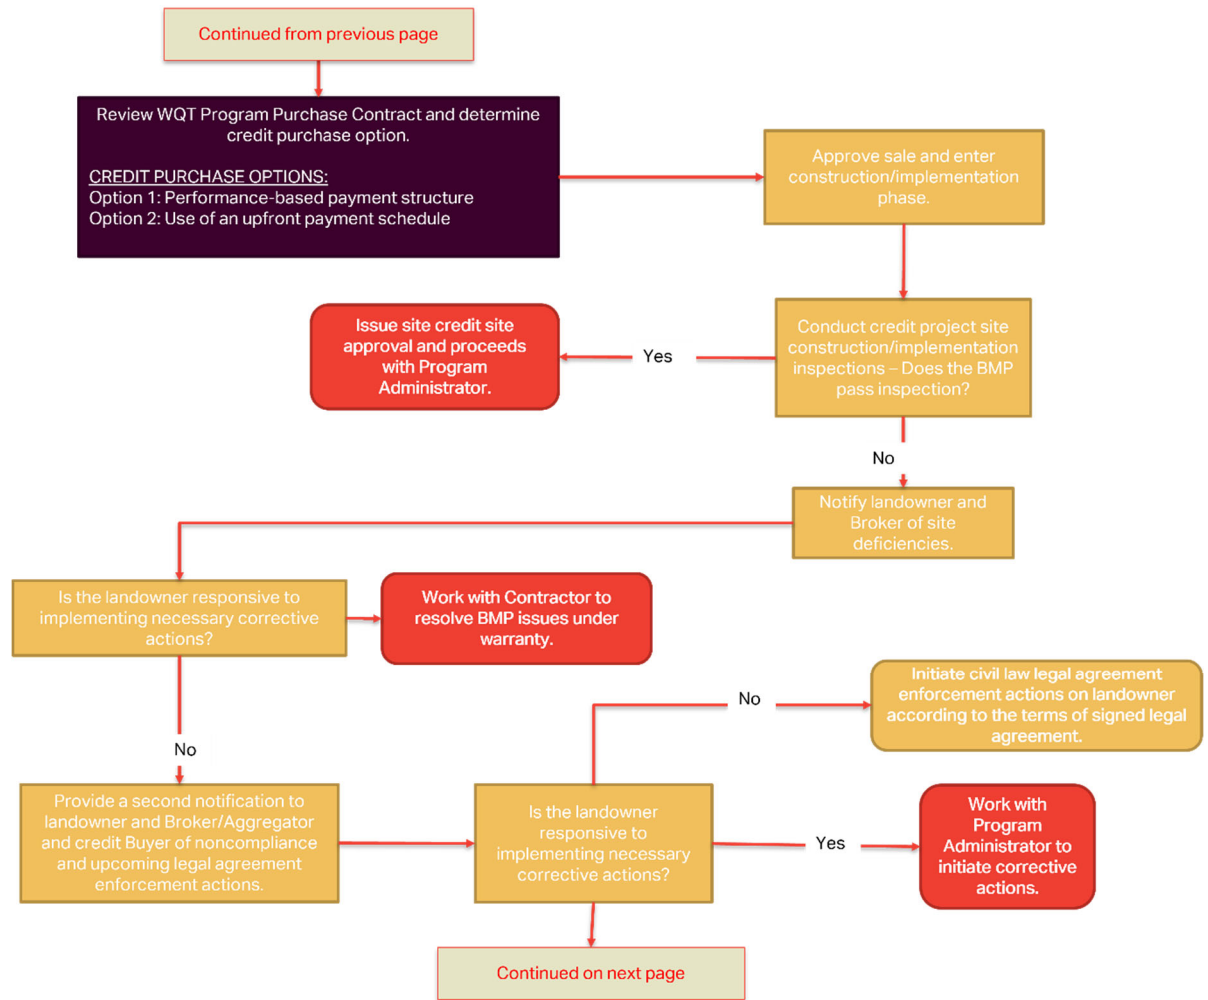 Continued from previous page
Review WQT Program Purchase Contract and determine
credit purchase option.
CREDIT PURCHASE OPTIONS:
Option 1: Performance-based payment structure
Option 2: Use of an upfront payment schedule
Approve sale and enter
construction/implementation
phase.
Issue site credit site
approval and proceeds
with Program
Administrator.
Yes
Conduct credit project site
construction/implementation
inspections – Does the BMP
pass inspection?
No
Notify landowner and
Broker of site
deficiencies.
Is the landowner responsive to
implementing necessary corrective
actions?
Work with Contractor to
resolve BMP issues under
warranty.
No
Initiate civil law legal agreement
enforcement actions on landowner
according to the terms of signed legal
agreement.
No
Provide a second notification to
landowner and Broker/Aggregator
and credit Buyer of noncompliance
and upcoming legal agreement
enforcement actions.
Is the landowner
responsive to
implementing necessary
corrective actions?
Yes
Work with
Program
Administrator to
initiate corrective
actions.
Continued on next page